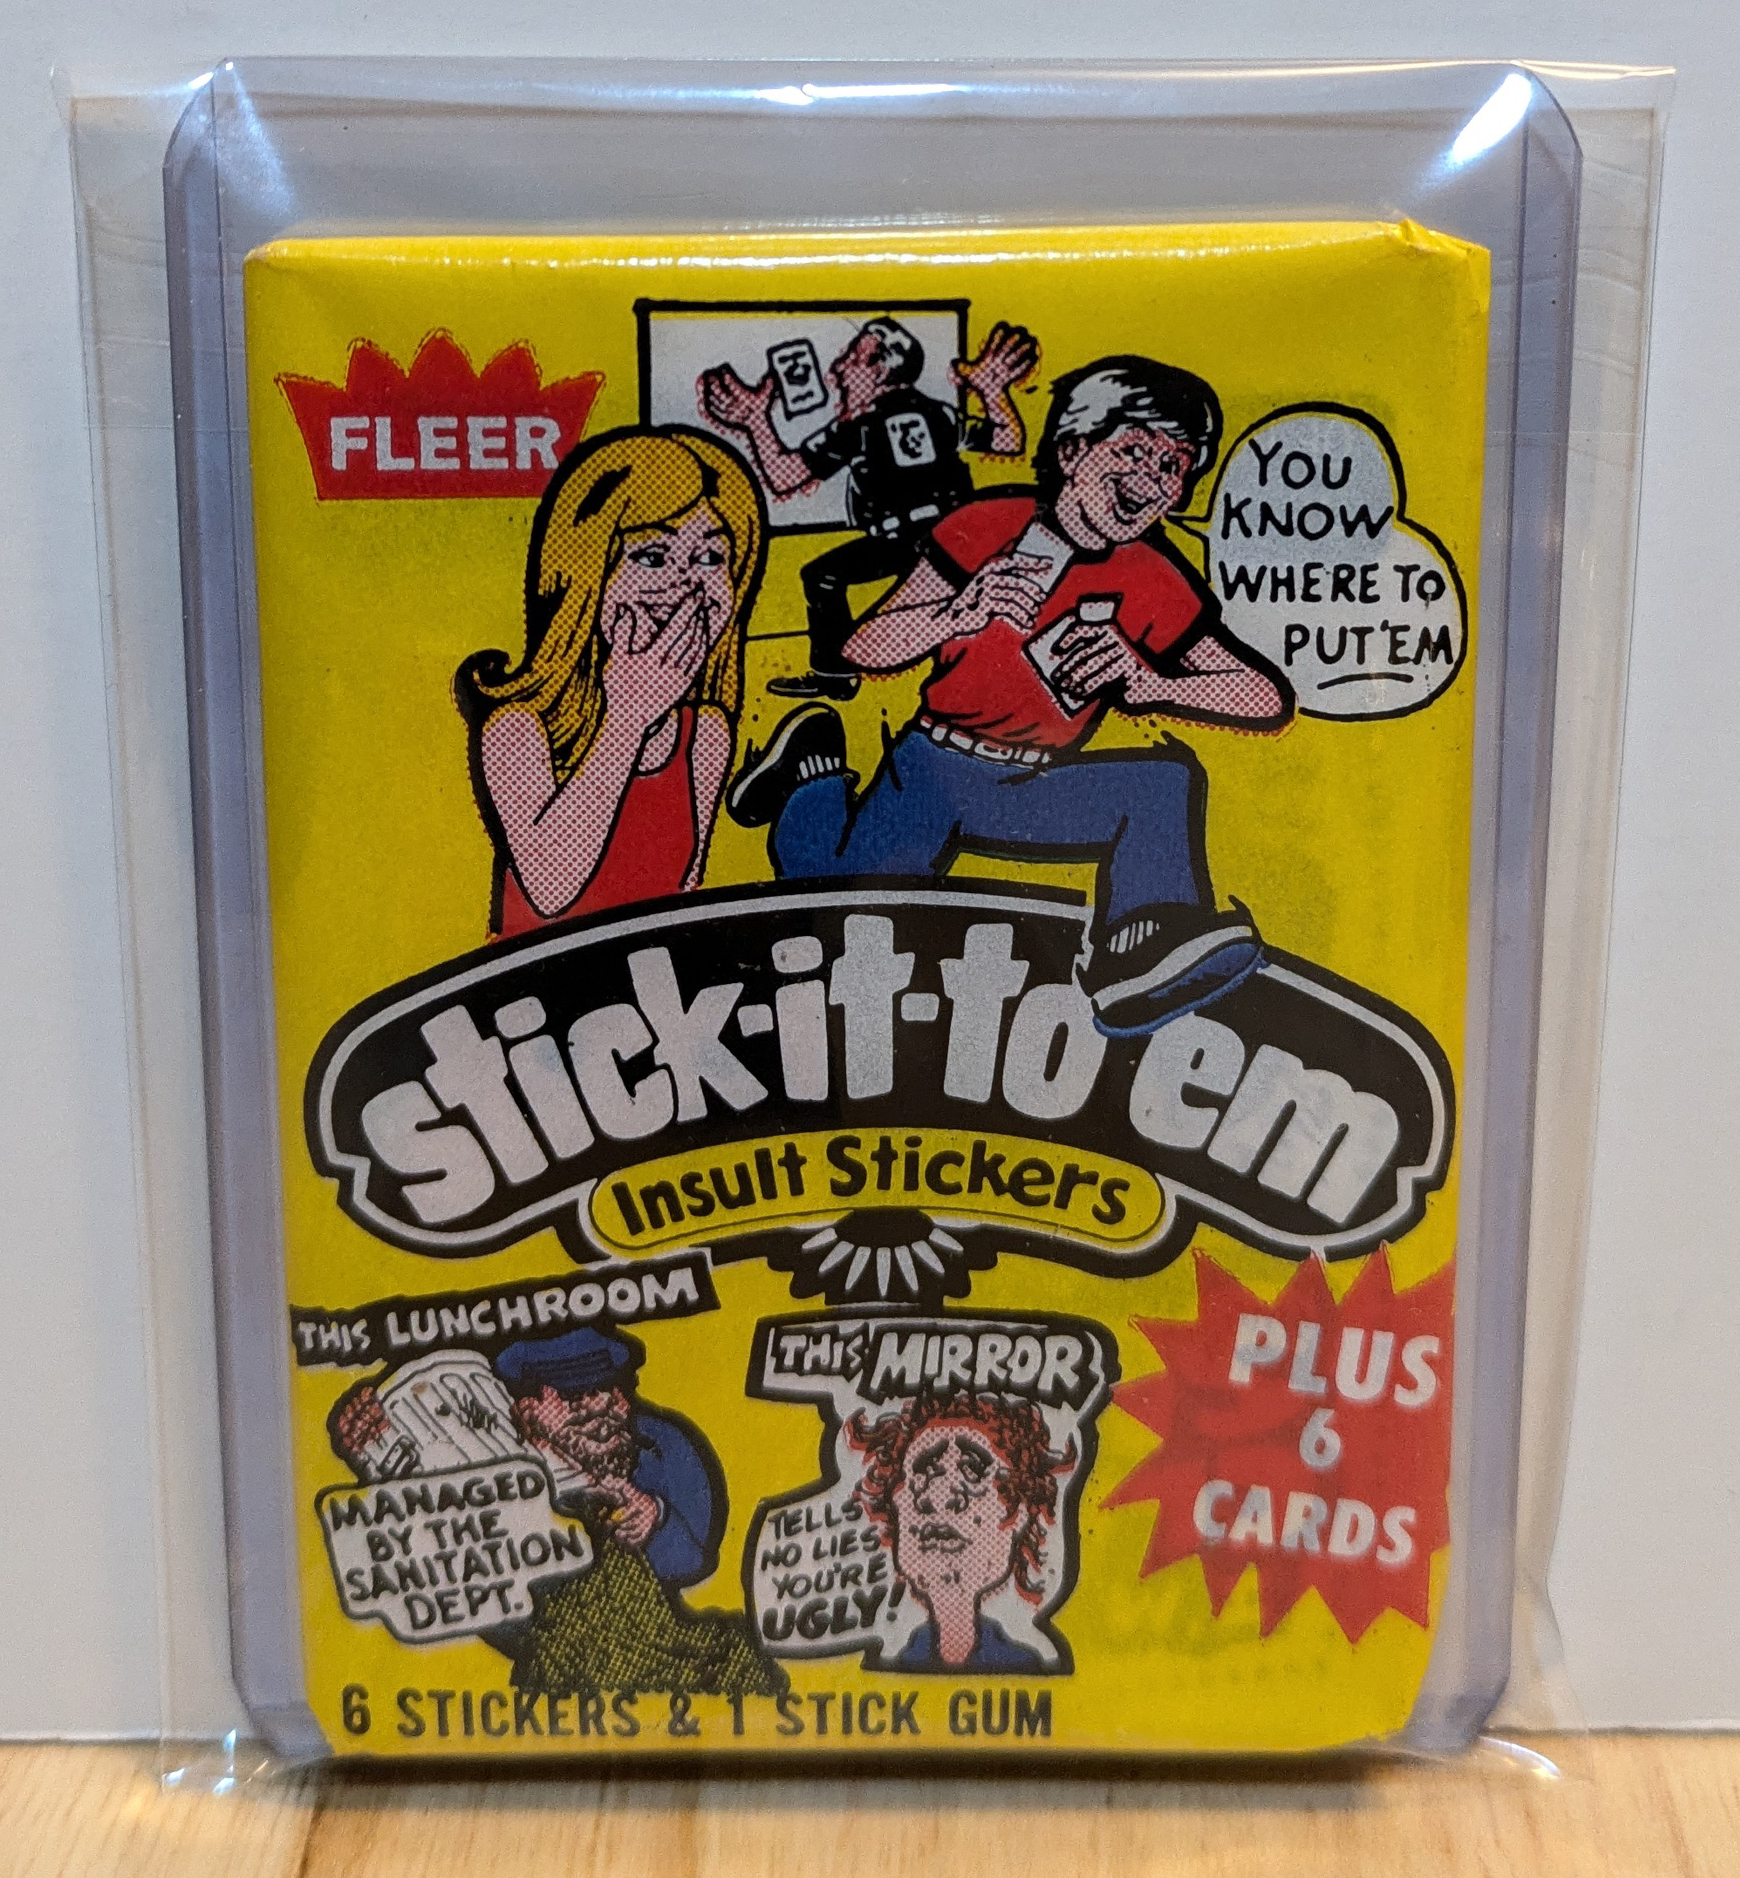 FLEER
YOU
KNOW
WHERE TO
PUT'EM
stick-it-to em
Insult Stickers
THIS LUNCHROOM
MANAGED
BY THE
SANITATION
DEPT.
THIS MIRROR
TELLS
NO LIES
YOU'RE
UGLY!
PLUS
6
CARDS
6 STICKERS & 1 STICK GUM